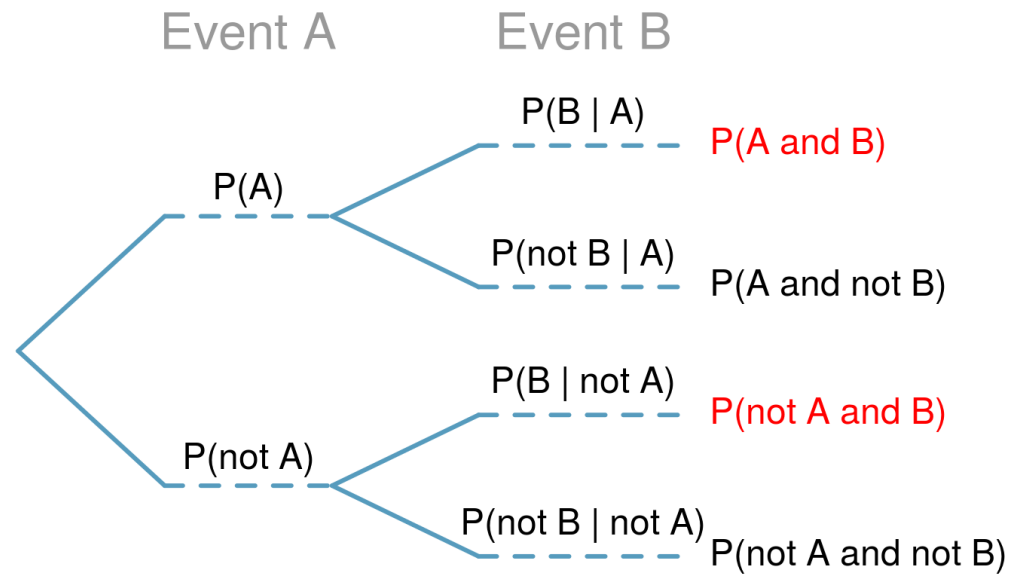 Event A
Event B
P(B | A)
P(A and B)
P(A)
P(not B | A)
P(A and not B)
P(B | not A)
P(not A and B)
P(not A)
P(not B | not A)
P(not A and not B)